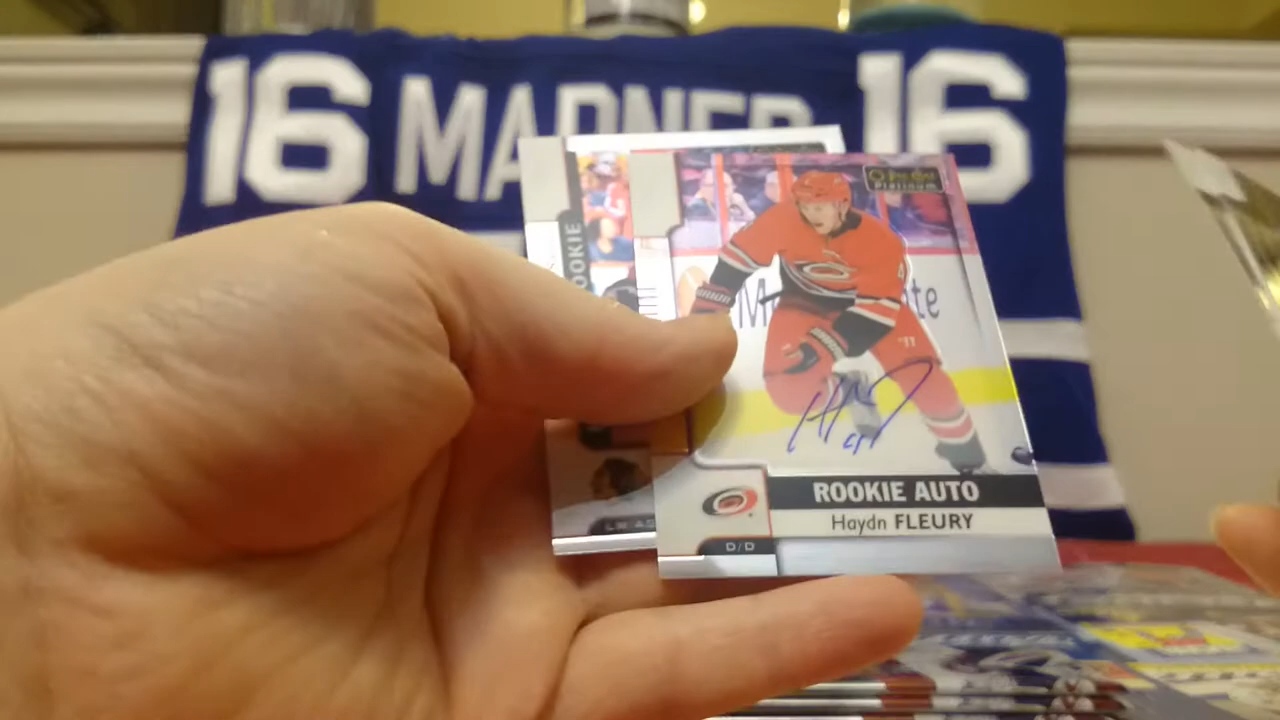 16 MARNER 16
O-Pee-Chee
Platinum
ROOKIE
ROOKIE AUTO
Haydn FLEURY
D/D